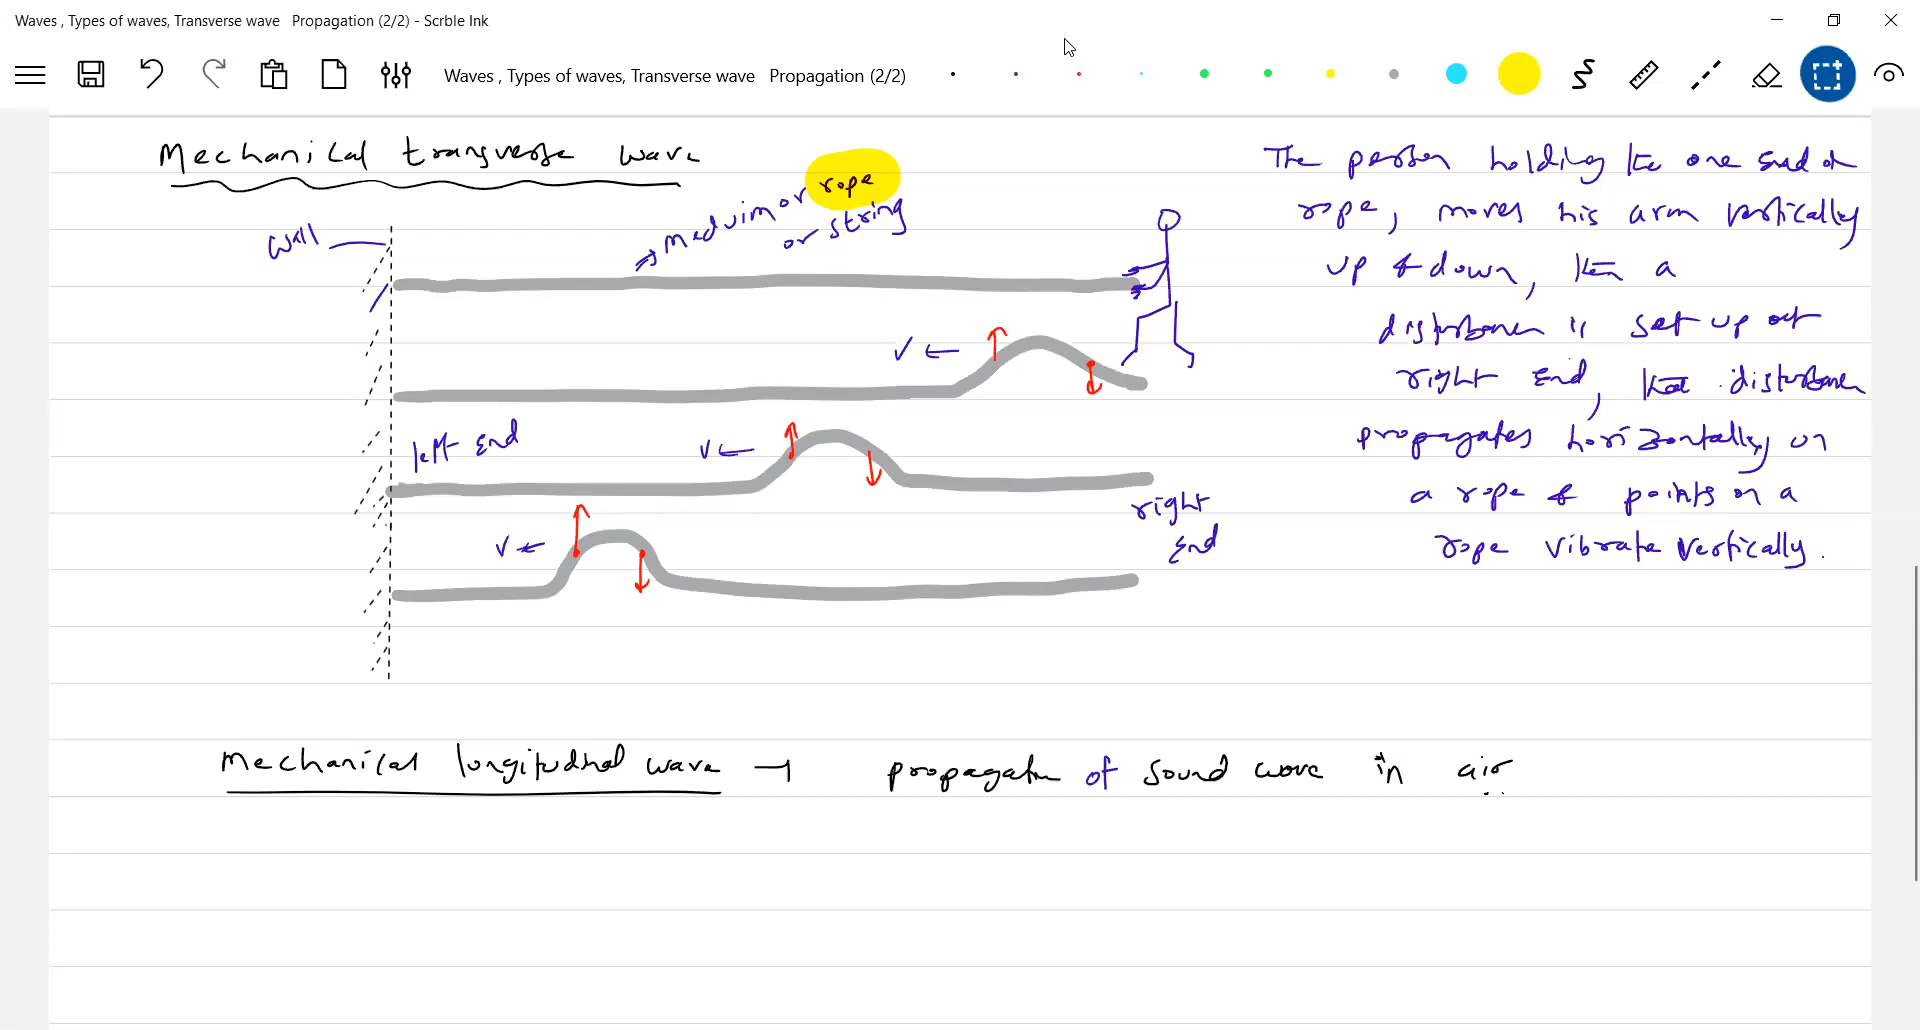 Waves , Types of waves, Transverse wave   Propagation (2/2) - Scrble Ink
Waves , Types of waves, Transverse wave   Propagation (2/2)
Mechanical transverse wave
wall
medium or rope
or string
The person holding the one end of
rope, moves his arm vertically
up & down, then a
disturbance is set up at
right end, that disturbance
propagates horizontally on
a rope & points on a
rope vibrate vertically.
v ←
left end
v ←
right
end
v ←
Mechanical longitudinal wave → propagation of sound wave in air